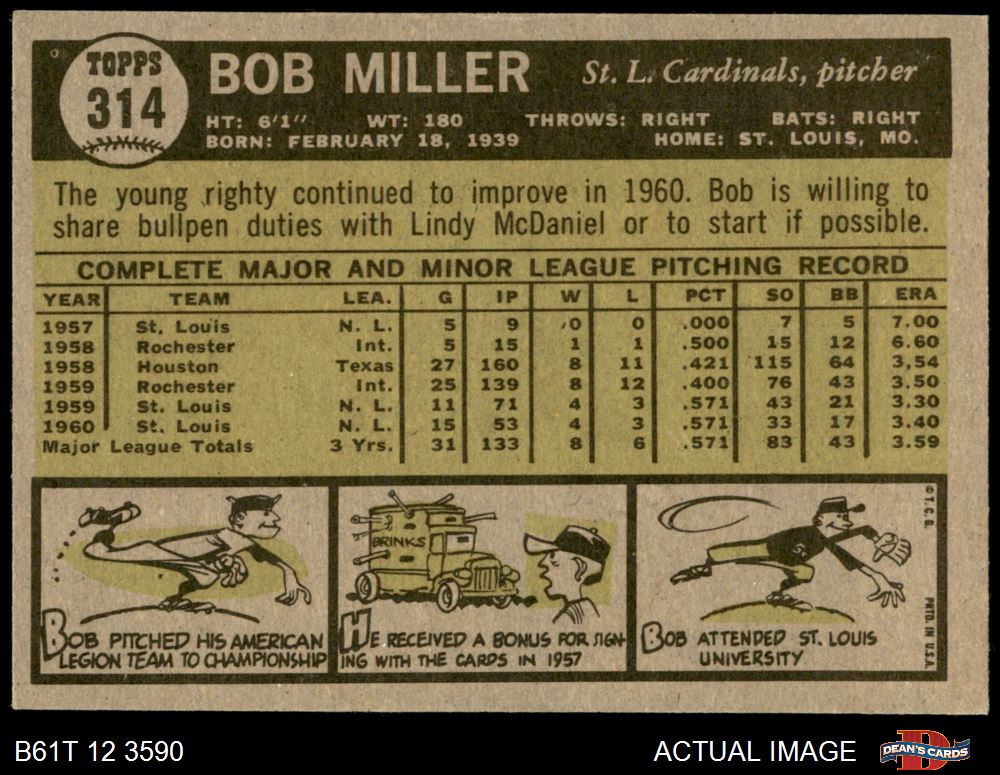 TOPPS
314
BOB MILLER
St. L. Cardinals, pitcher
HT: 6'1" WT: 180 THROWS: RIGHT BATS: RIGHT
BORN: FEBRUARY 18, 1939 HOME: ST. LOUIS, MO.
The young righty continued to improve in 1960. Bob is willing to
share bullpen duties with Lindy McDaniel or to start if possible.
COMPLETE MAJOR AND MINOR LEAGUE PITCHING RECORD
YEAR TEAM LEA. G IP W L PCT SO BB ERA
1957 St. Louis N. L. 5 9 0 0 .000 7 5 7.00
1958 Rochester Int. 5 15 1 1 .500 15 12 6.60
1958 Houston Texas 27 160 8 11 .421 115 64 3.54
1959 Rochester Int. 25 139 8 12 .400 76 43 3.50
1959 St. Louis N. L. 11 71 4 3 .571 43 21 3.30
1960 St. Louis N. L. 15 53 4 3 .571 33 17 3.40
Major League Totals 3 Yrs. 31 133 8 6 .571 83 43 3.59
BOB PITCHED HIS AMERICAN
LEGION TEAM TO CHAMPIONSHIP
BRINKS
HE RECEIVED A BONUS FOR SIGN-
ING WITH THE CARDS IN 1957
BOB ATTENDED ST. LOUIS
UNIVERSITY
© T.C.G.
PRTD. IN U.S.A.
B61T 12 3590
ACTUAL IMAGE
DEAN'S CARDS